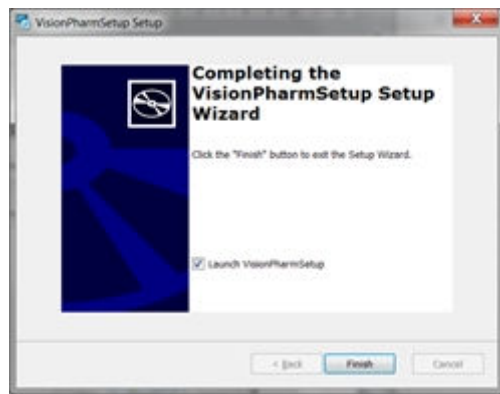 VisionPharmSetup Setup
Completing the
VisionPharmSetup Setup
Wizard
Click the "Finish" button to exit the Setup Wizard.
Launch VisionPharmSetup
< Back
Finish
Cancel